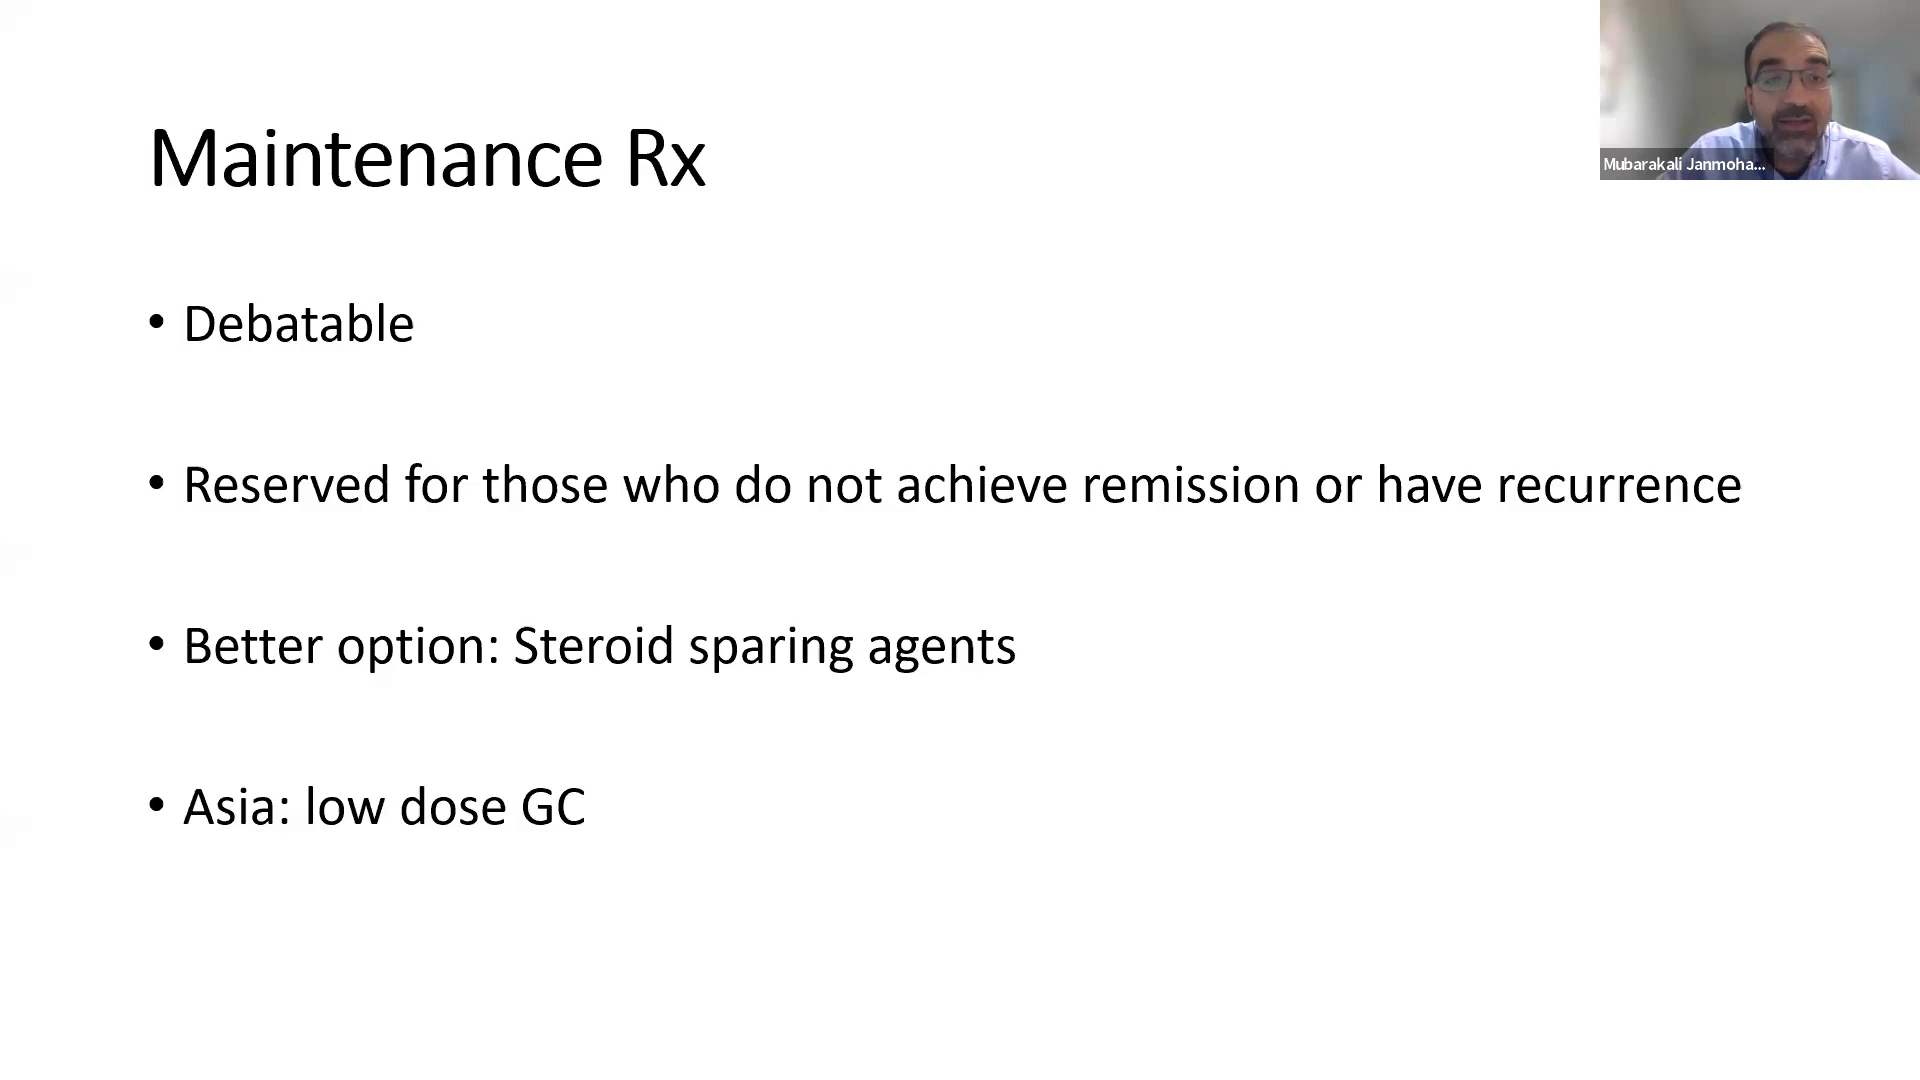 Mubarakali Janmoha...
Maintenance Rx
• Debatable
• Reserved for those who do not achieve remission or have recurrence
• Better option: Steroid sparing agents
• Asia: low dose GC